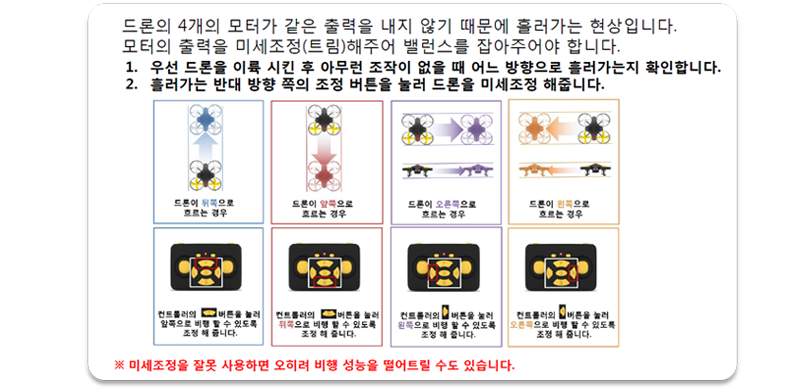 드론의 4개의 모터가 같은 출력을 내지 않기 때문에 흘러가는 현상입니다.
모터의 출력을 미세조정(트림)해주어 밸런스를 잡아주어야 합니다.
1. 우선 드론을 이륙 시킨 후 아무런 조작이 없을 때 어느 방향으로 흘러가는지 확인합니다.
2. 흘러가는 반대 방향 쪽의 조정 버튼을 눌러 드론을 미세조정 해줍니다.
드론이 뒤쪽으로
흐르는 경우
드론이 앞쪽으로
흐르는 경우
드론이 오른쪽으로
흐르는 경우
드론이 왼쪽으로
흐르는 경우
컨트롤러의 버튼을 눌러
앞쪽으로 비행 할 수 있도록
조정 해 줍니다.
컨트롤러의 버튼을 눌러
뒤쪽으로 비행 할 수 있도록
조정 해 줍니다.
컨트롤러의 버튼을 눌러
왼쪽으로 비행 할 수 있도록
조정 해 줍니다.
컨트롤러의 버튼을 눌러
오른쪽으로 비행 할 수 있도록
조정 해 줍니다.
※ 미세조정을 잘못 사용하면 오히려 비행 성능을 떨어트릴 수도 있습니다.